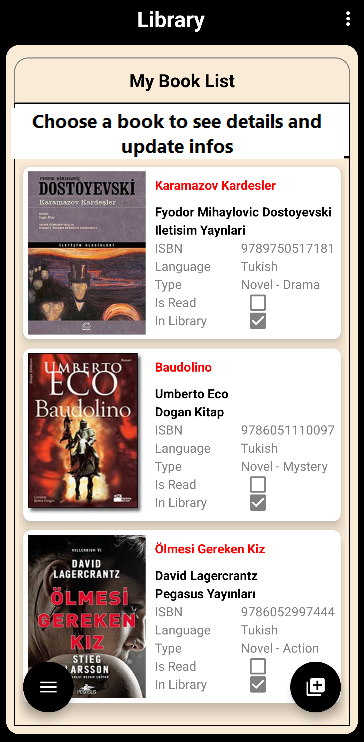 Library
My Book List
Choose a book to see details and
update infos
FYODOR MIHAYLOVIÇ
DOSTOYEVSKİ
Karamazov Kardeşler
İLETİŞİM KLASİKLERİ
Karamazov Kardesler
Fyodor Mihaylovic Dostoyevski
Iletisim Yayınlari
ISBN 9789750517181
Language Tukish
Type Novel - Drama
Is Read
In Library
UMBERTO
ECO
Baudolino
Baudolino
Umberto Eco
Dogan Kitap
ISBN 9786051110097
Language Tukish
Type Novel - Mystery
Is Read
In Library
MILLENNIUM VI
DAVID
LAGERCRANTZ
ÖLMESİ
GEREKEN
KIZ
STIEG
LARSSON
PEGASUS
Ölmesi Gereken Kiz
David Lagercrantz
Pegasus Yayınları
ISBN 9786052997444
Language Tukish
Type Novel - Action
Is Read
In Library